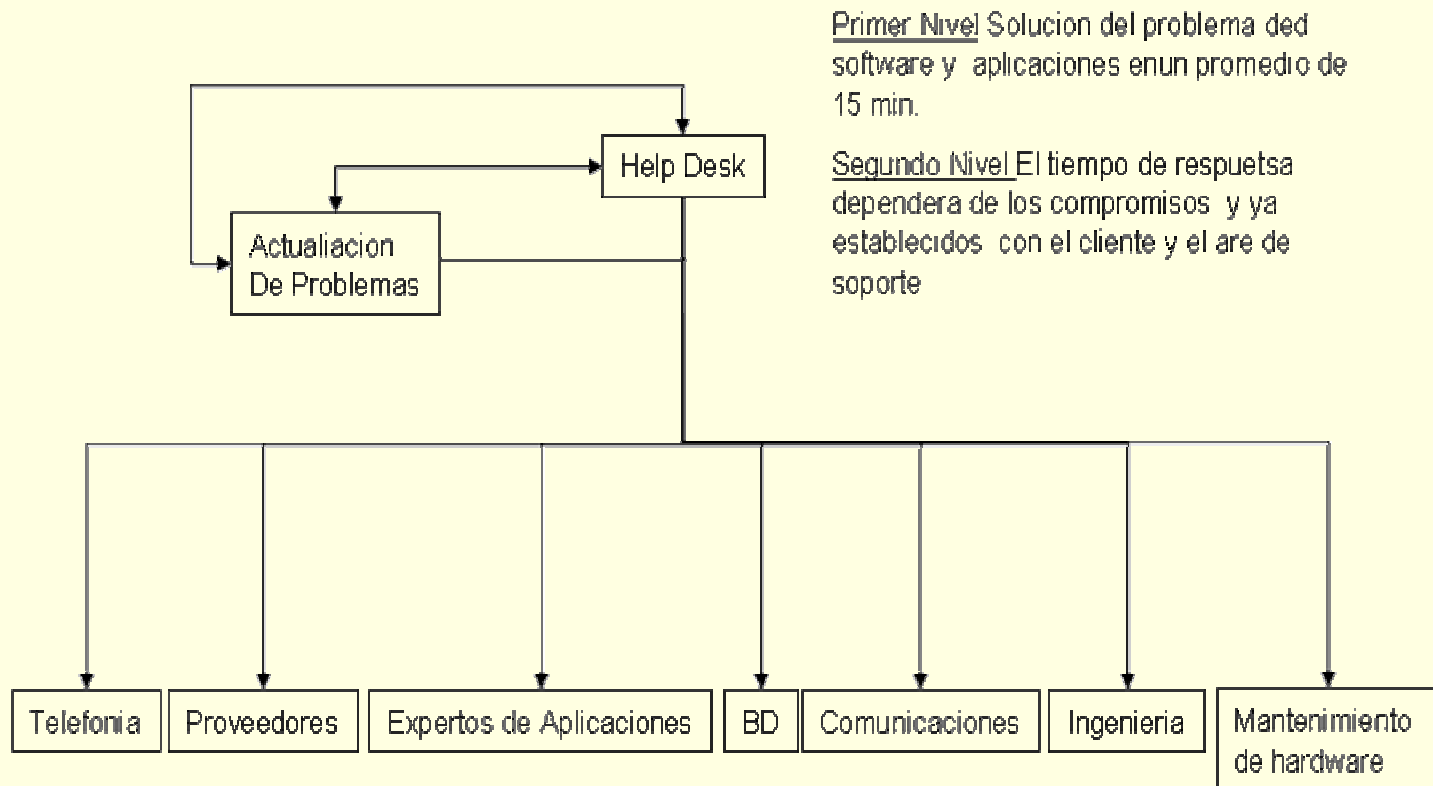 Primer Nivel Solucion del problema ded
software y aplicaciones enun promedio de
15 min.
Help Desk
Segundo Nivel El tiempo de respuetsa
dependera de los compromisos y ya
establecidos con el cliente y el are de
soporte
Actualiacion
De Problemas
Telefonia
Proveedores
Expertos de Aplicaciones
BD
Comunicaciones
Ingenieria
Mantenimiento
de hardware